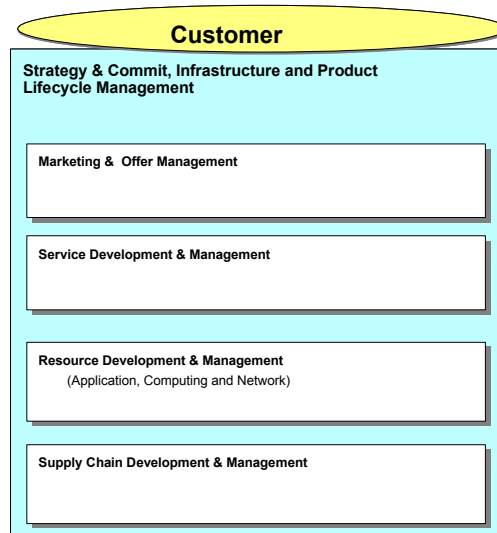 Customer
Strategy & Commit, Infrastructure and Product
Lifecycle Management
Marketing & Offer Management
Service Development & Management
Resource Development & Management
(Application, Computing and Network)
Supply Chain Development & Management